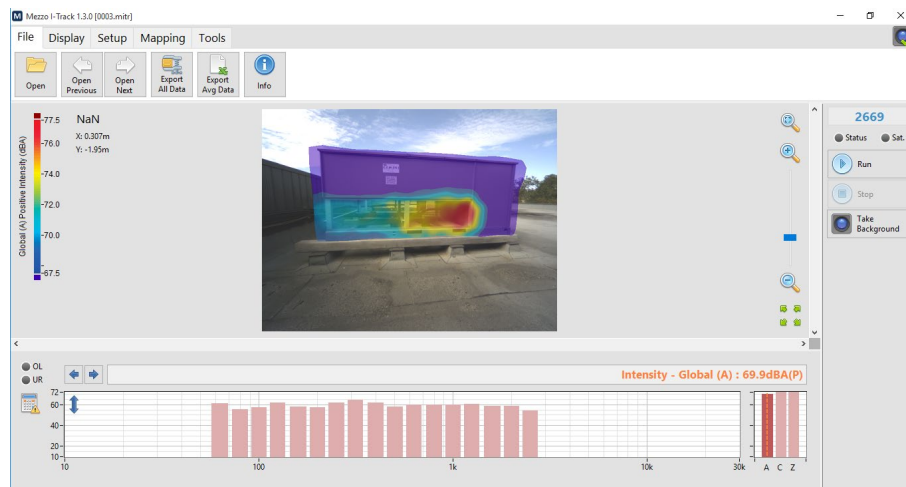 Mezzo I-Track 1.3.0 [0003.mitr]
File Display Setup Mapping Tools
Open
Open Previous
Open Next
Export All Data
Export Avg Data
Info
Global (A) Positive Intensity (dBA)
77.5
76.0
74.0
72.0
70.0
67.5
NaN
X: 0.307m
Y: -1.95m
2669
Status Sat.
Run
Stop
Take Background
OL
UR
Intensity - Global (A) : 69.9dBA(P)
72
60
40
20
10
10 100 1k 10k 30k A C Z